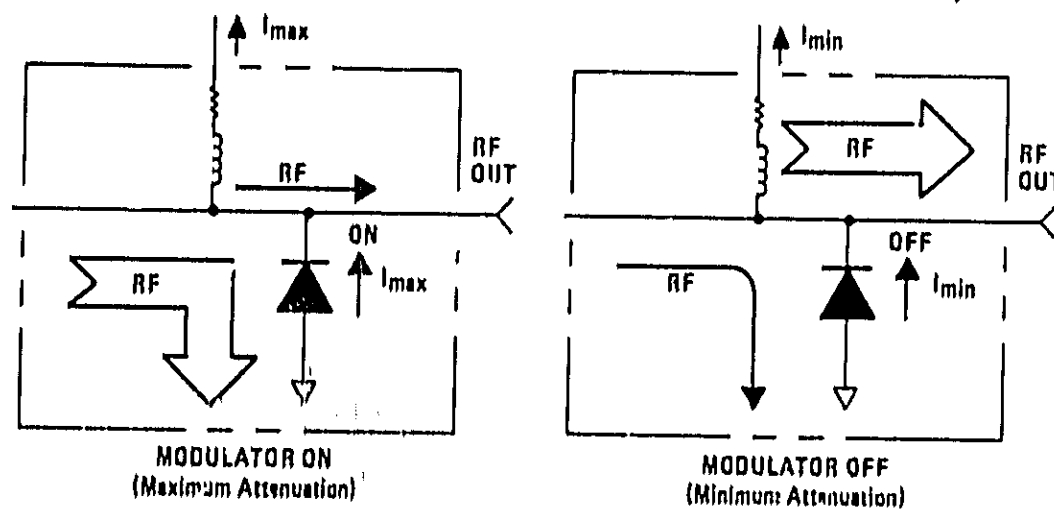 Imax
RF
RF
OUT
ON
RF
Imax
MODULATOR ON
(Maximum Attenuation)
Imin
RF
RF
OUT
OFF
RF
Imin
MODULATOR OFF
(Minimum Attenuation)